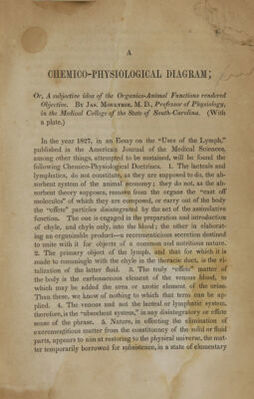 A
CHEMICO-PHYSIOLOGICAL DIAGRAM;
Or, A subjective idea of the Organico-Animal Functions rendered
Objective. By Jas. Moultrie, M. D., Professor of Physiology,
in the Medical College of the State of South-Carolina. (With
a plate.)
In the year 1827, in an Essay on the "Uses of the Lymph,"
published in the American Journal of the Medical Sciences,
among other things, attempted to be sustained, will be found the
following Chemico-Physiological Doctrines. 1. The lacteals and
lymphatics, do not constitute, as they are supposed to do, the ab-
sorbent system of the animal economy; they do not, as the ab-
sorbent theory supposes, remove from the organs the "cast off
molecules" of which they are composed, or carry out of the body
the "effete" particles disintegrated by the act of the assimilative
function. The one is engaged in the preparation and introduction
of chyle, and chyle only, into the blood; the other in elaborat-
ing an organizable product—a recrementicious secretion destined
to unite with it for objects of a common and nutritious nature.
2. The primary object of the lymph, and that for which it is
made to commingle with the chyle in the thoracic duct, is the vi-
talization of the latter fluid. 3. The truly "effete" matter of
the body is the carbonaceous element of the venous blood, to
which may be added the urea or azotic element of the urine.
Than these, we know of nothing to which that term can be ap-
plied. 4. The venous and not the lacteal or lymphatic system,
therefore, is the "absorbent system," in any disintegratory or effete
sense of the phrase. 5. Nature, in effecting the elimination of
excrementitious matter from the constituency of the solid or fluid
parts, appears to aim at restoring to the physical universe, the mat-
ter temporarily borrowed for subsistence, in a state of elementary